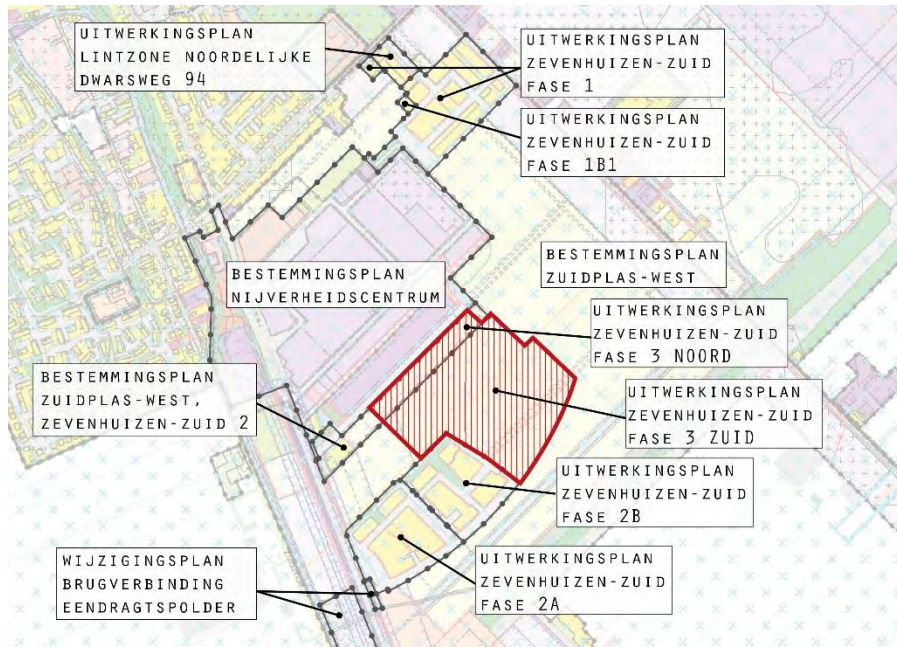 UITWERKINGSPLAN
LINTZONE NOORDELIJKE
DWARSWEG 94
UITWERKINGSPLAN
ZEVENHUIZEN-ZUID
FASE 1
UITWERKINGSPLAN
ZEVENHUIZEN-ZUID
FASE 1B1
BESTEMMINGSPLAN
NIJVERHEIDSCENTRUM
BESTEMMINGSPLAN
ZUIDPLAS-WEST
UITWERKINGSPLAN
ZEVENHUIZEN-ZUID
FASE 3 NOORD
BESTEMMINGSPLAN
ZUIDPLAS-WEST,
ZEVENHUIZEN-ZUID 2
UITWERKINGSPLAN
ZEVENHUIZEN-ZUID
FASE 3 ZUID
UITWERKINGSPLAN
ZEVENHUIZEN-ZUID
FASE 2B
WIJZIGINGSPLAN
BRUGVERBINDING
EENDRAGTSPOLDER
UITWERKINGSPLAN
ZEVENHUIZEN-ZUID
FASE 2A